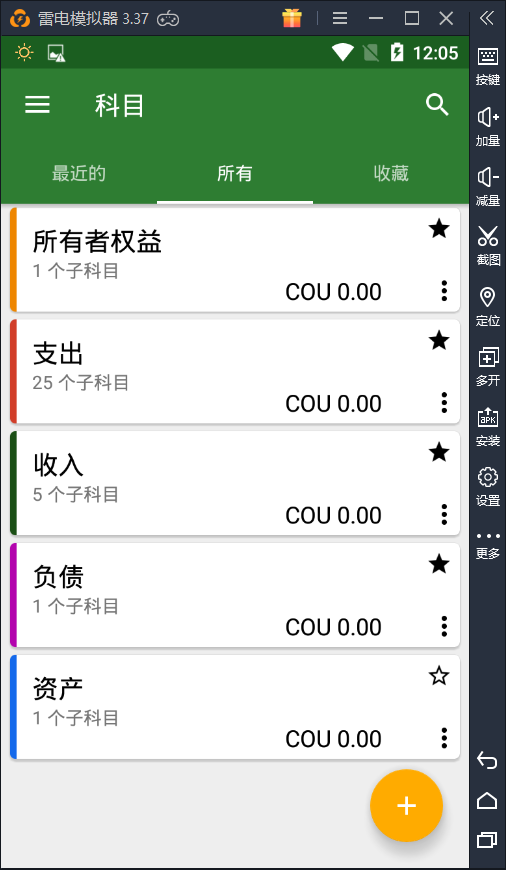 雷电模拟器 3.37
12:05
科目
最近的
所有
收藏
所有者权益
1 个子科目
COU 0.00
支出
25 个子科目
COU 0.00
收入
5 个子科目
COU 0.00
负债
1 个子科目
COU 0.00
资产
1 个子科目
COU 0.00
按键
加量
减量
截图
定位
多开
APK
安装
设置
更多